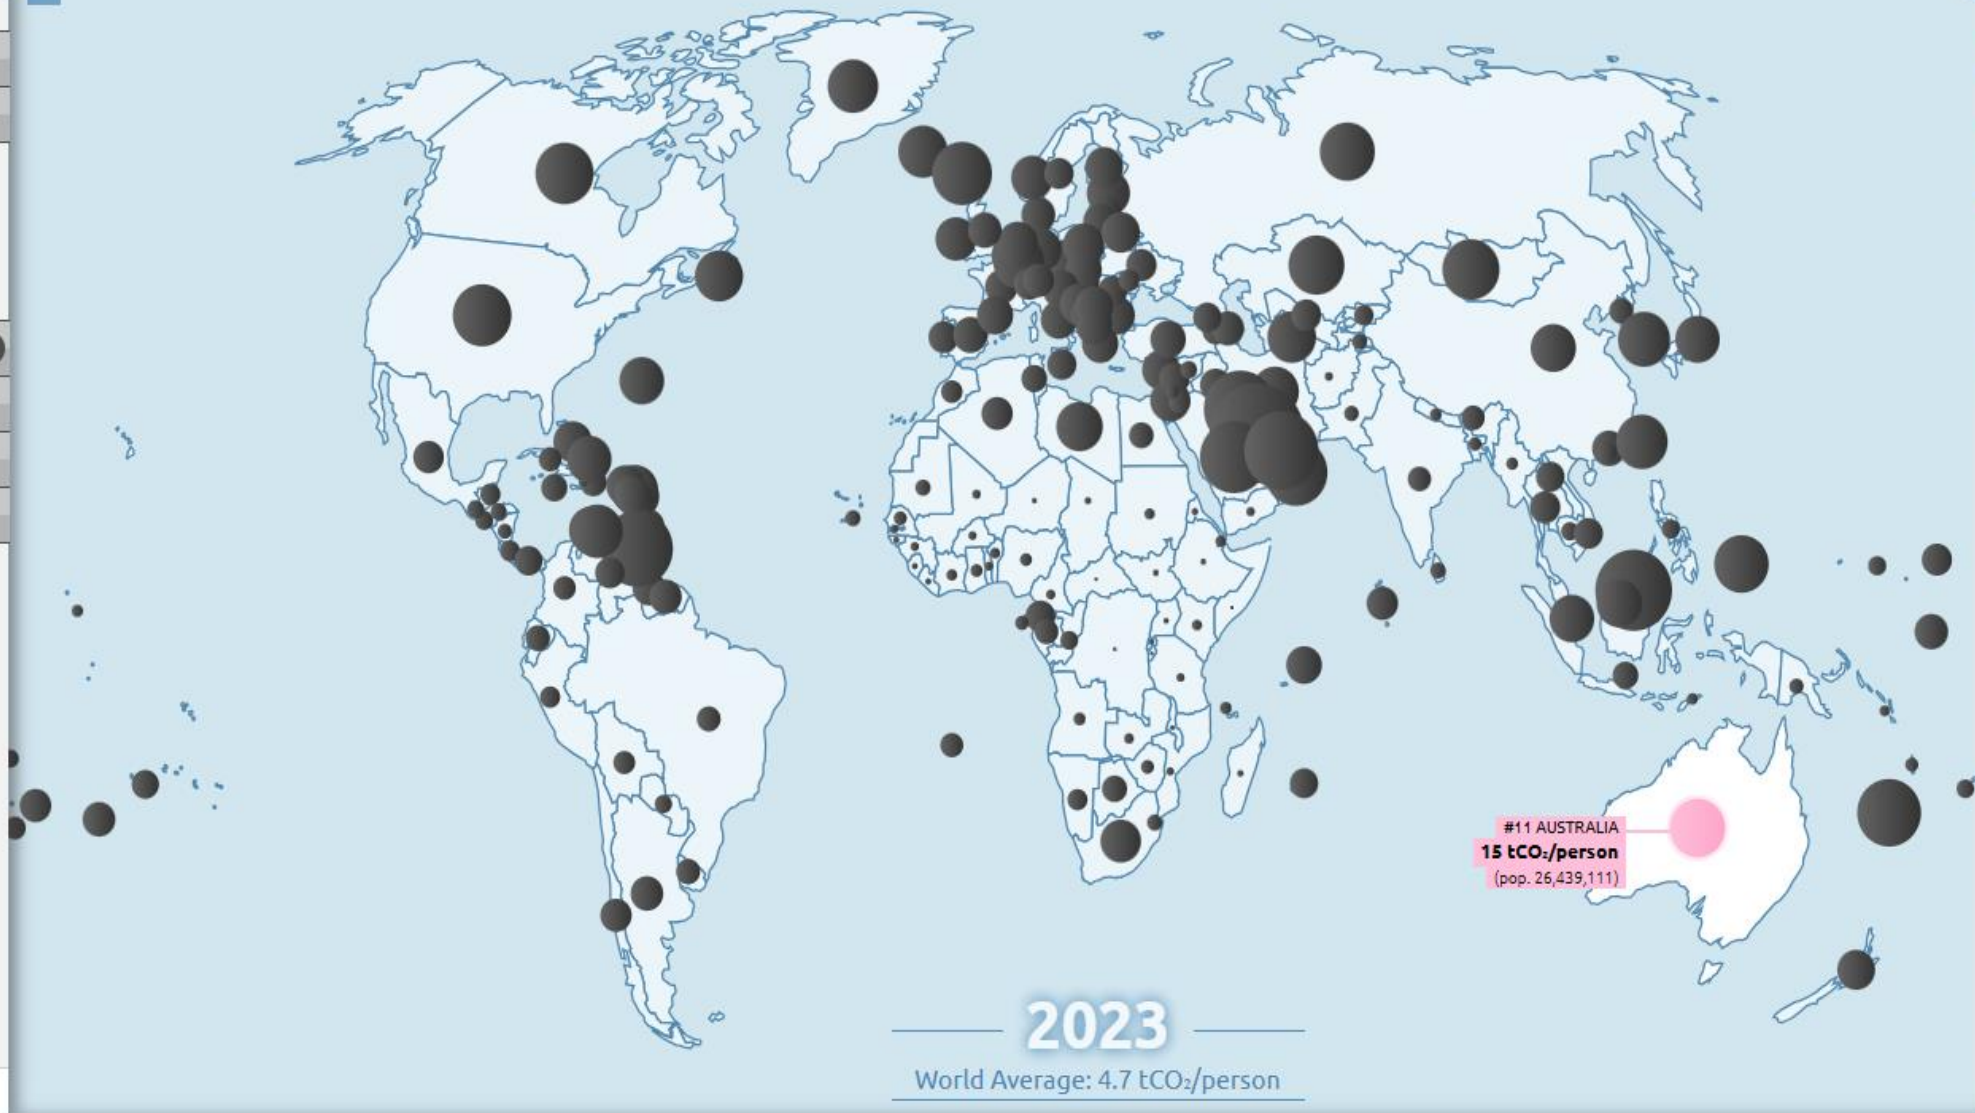 #11 AUSTRALIA
15 tCO₂/person
(pop. 26,439,111)
2023
World Average: 4.7 tCO₂/person